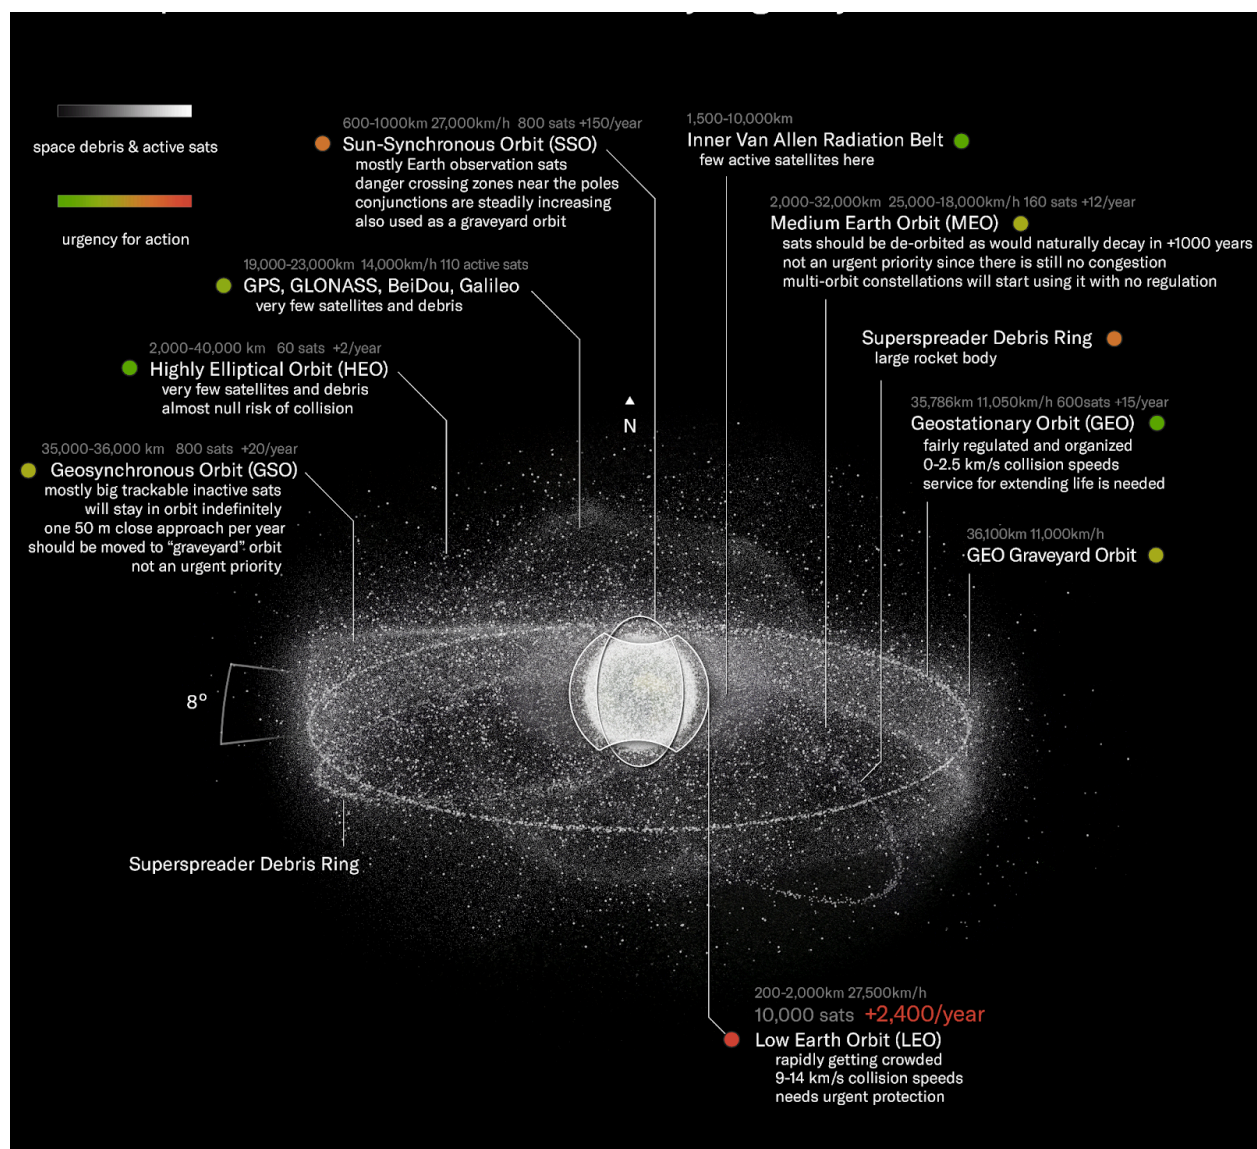 space debris & active sats
urgency for action
600-1000km 27,000km/h 800 sats +150/year
Sun-Synchronous Orbit (SSO)
mostly Earth observation sats
danger crossing zones near the poles
conjunctions are steadily increasing
also used as a graveyard orbit
1,500-10,000km
Inner Van Allen Radiation Belt
few active satellites here
2,000-32,000km 25,000-18,000km/h 160 sats +12/year
Medium Earth Orbit (MEO)
sats should be de-orbited as would naturally decay in +1000 years
not an urgent priority since there is still no congestion
multi-orbit constellations will start using it with no regulation
19,000-23,000km 14,000km/h 110 active sats
GPS, GLONASS, BeiDou, Galileo
very few satellites and debris
Superspreader Debris Ring
large rocket body
2,000-40,000 km 60 sats +2/year
Highly Elliptical Orbit (HEO)
very few satellites and debris
almost null risk of collision
35,786km 11,050km/h 600sats +15/year
Geostationary Orbit (GEO)
fairly regulated and organized
0-2.5 km/s collision speeds
service for extending life is needed
N
35,000-36,000 km 800 sats +20/year
Geosynchronous Orbit (GSO)
mostly big trackable inactive sats
will stay in orbit indefinitely
one 50 m close approach per year
should be moved to "graveyard" orbit
not an urgent priority
36,100km 11,000km/h
GEO Graveyard Orbit
8°
Superspreader Debris Ring
200-2,000km 27,500km/h
10,000 sats +2,400/year
Low Earth Orbit (LEO)
rapidly getting crowded
9-14 km/s collision speeds
needs urgent protection